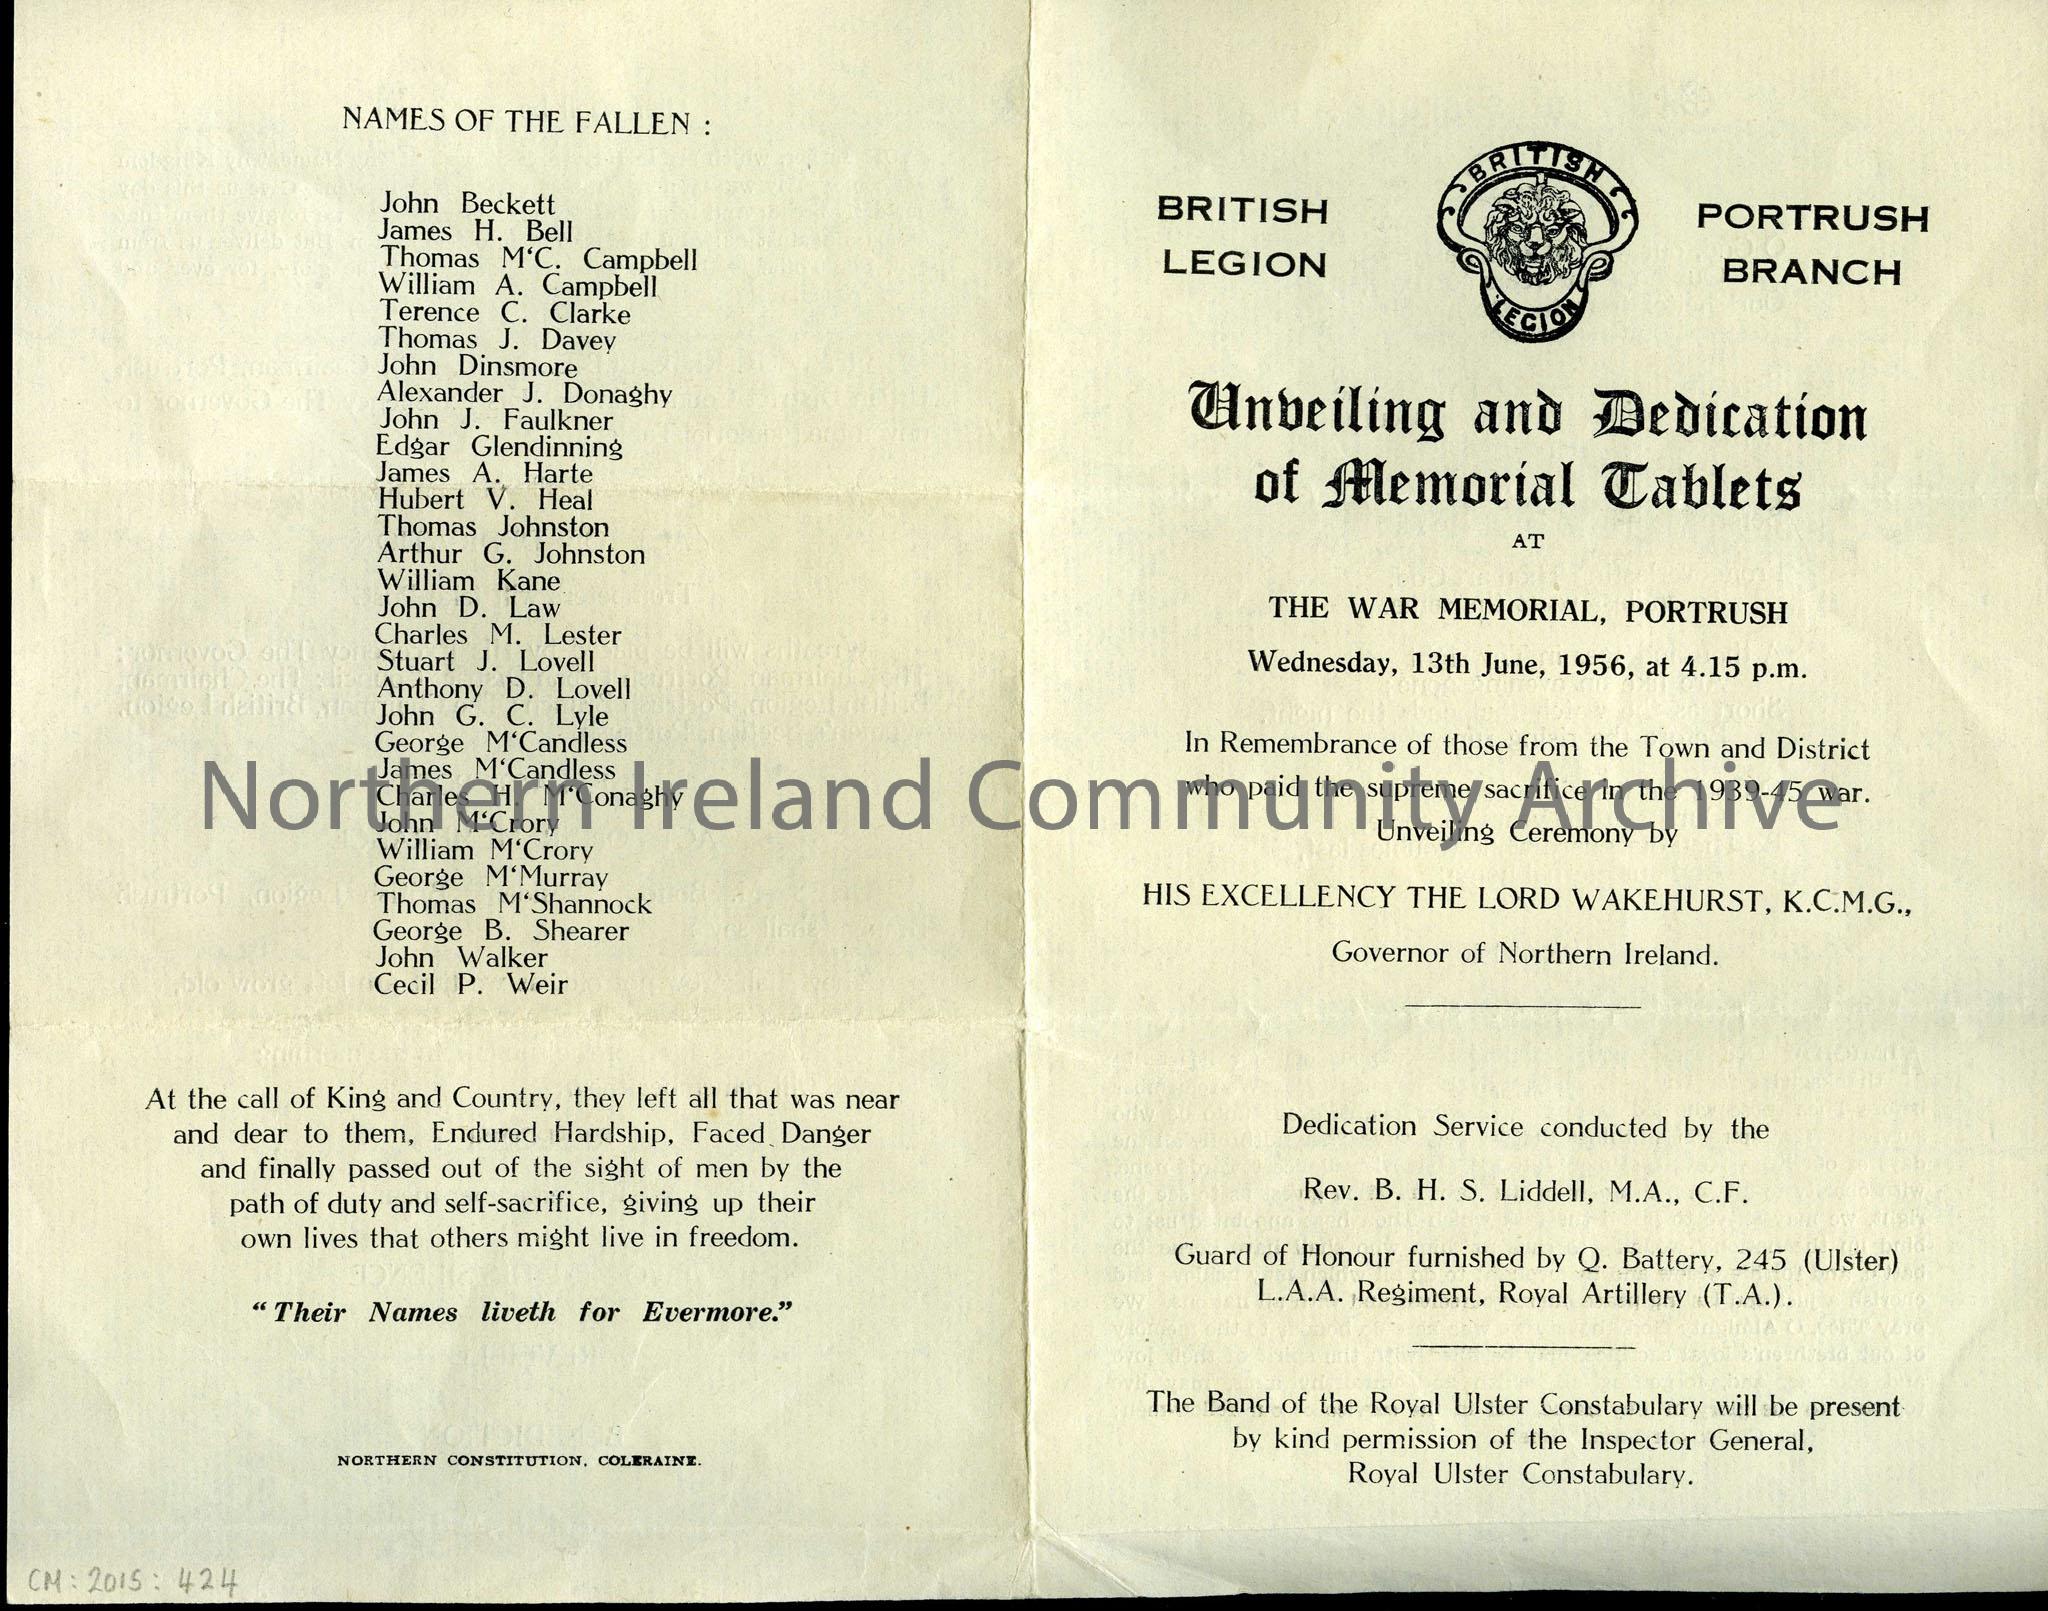 NAMES OF THE FALLEN :
John Beckett
James H. Bell
Thomas M‘C. Campbell
William A. Campbell
Terence C. Clarke
Thomas J. Davey
John Dinsmore
Alexander J. Donaghy
John J. Faulkner
Edgar Glendinning
James A. Harte
Hubert V. Heal
Thomas Johnston
Arthur G. Johnston
William Kane
John D. Law
Charles M. Lester
Stuart J. Lovell
Anthony D. Lovell
John G. C. Lyle
George M‘Candless
James M‘Candless
Charles H. M‘Conaghy
John M‘Crory
William M‘Crory
George M‘Murray
Thomas M‘Shannock
George B. Shearer
John Walker
Cecil P. Weir
At the call of King and Country, they left all that was near
and dear to them, Endured Hardship, Faced Danger
and finally passed out of the sight of men by the
path of duty and self-sacrifice, giving up their
own lives that others might live in freedom.
“Their Names liveth for Evermore.”
NORTHERN CONSTITUTION, COLERAINE.
CM: 2015: 424
BRITISH
LEGION
BRITISH
LEGION
PORTRUSH
BRANCH
Unveiling and Dedication
of Memorial Tablets
AT
THE WAR MEMORIAL, PORTRUSH
Wednesday, 13th June, 1956, at 4.15 p.m.
In Remembrance of those from the Town and District
who paid the supreme sacrifice in the 1939-45 war.
Unveiling Ceremony by
HIS EXCELLENCY THE LORD WAKEHURST, K.C.M.G.,
Governor of Northern Ireland.
Dedication Service conducted by the
Rev. B. H. S. Liddell, M.A., C.F.
Guard of Honour furnished by Q. Battery, 245 (Ulster)
L.A.A. Regiment, Royal Artillery (T.A.).
The Band of the Royal Ulster Constabulary will be present
by kind permission of the Inspector General,
Royal Ulster Constabulary.
Northern Ireland Community Archive